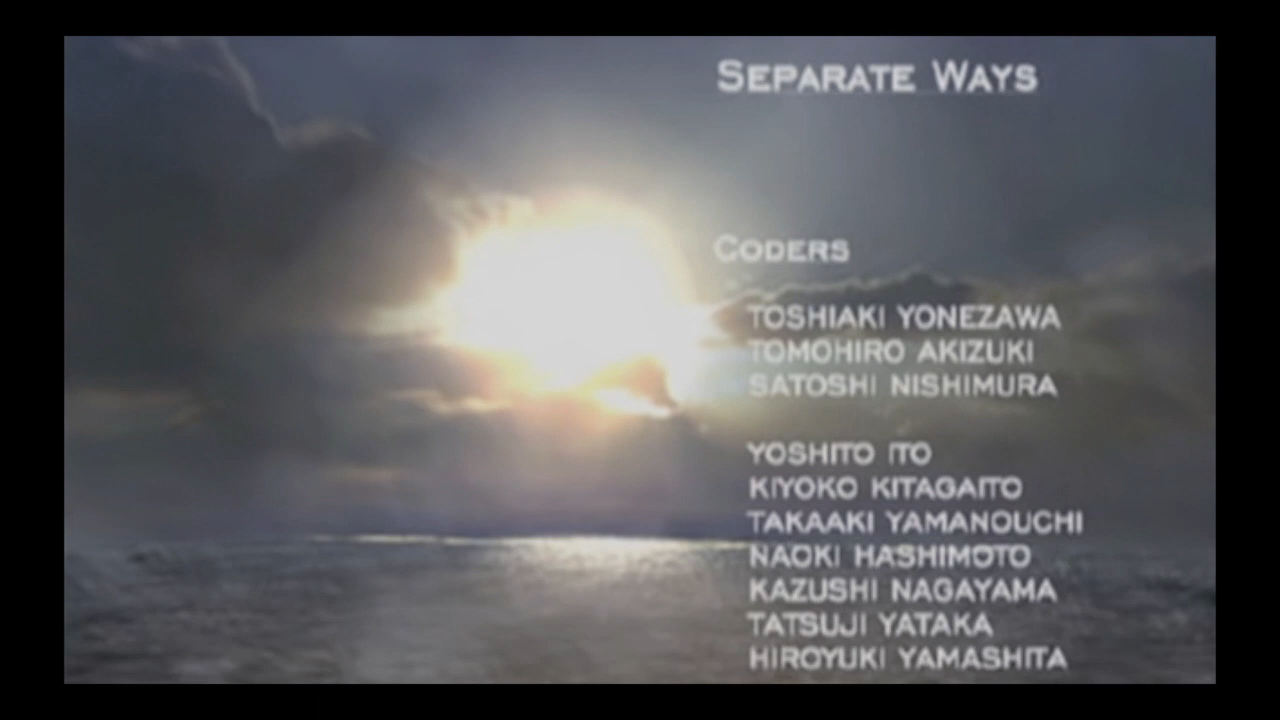 SEPARATE WAYS
CODERS
TOSHIAKI YONEZAWA
TOMOHIRO AKIZUKI
SATOSHI NISHIMURA
YOSHITO ITO
KIYOKO KITAGAITO
TAKAAKI YAMANOUCHI
NAOKI HASHIMOTO
KAZUSHI NAGAYAMA
TATSUJI YATAKA
HIROYUKI YAMASHITA